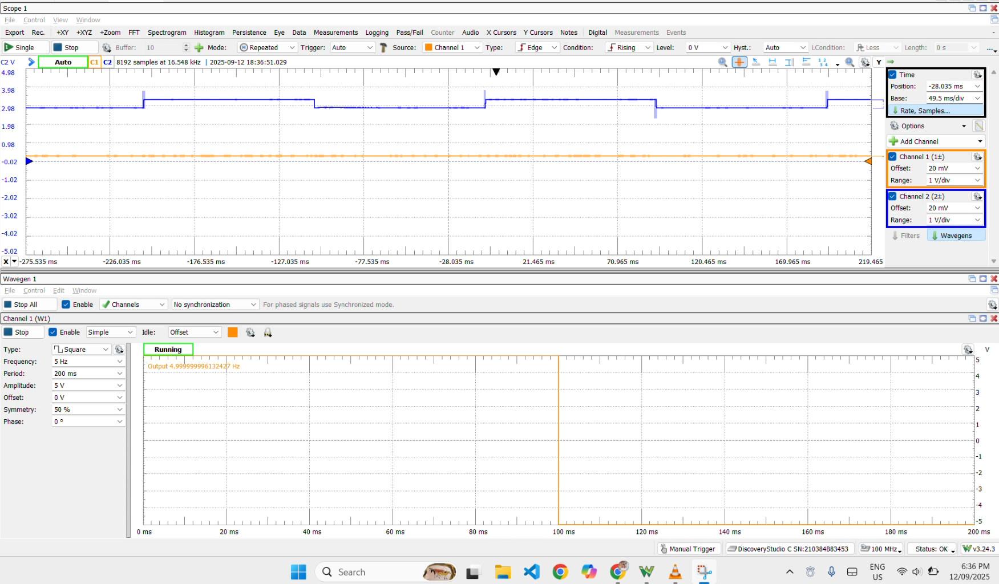 Scope 1
File Control View Window
Export Rec. +XY +XYZ +Zoom FFT Spectrogram Histogram Persistence Eye Data Measurements Logging Pass/Fail Counter Audio X Cursors Y Cursors Notes Digital Measurements Events
Single Stop Buffer: 10 Mode: Repeated Trigger: Auto Source: Channel 1 Type: Edge Condition: Rising Level: 0 V Hyst.: Auto LCondition: Less Length: 0 s ...
C2 V Auto C1 C2 8192 samples at 16.548 kHz | 2025-09-12 18:36:51.029 Y
4.98
3.98
2.98
1.98
0.98
-0.02
-1.02
-2.02
-3.02
-4.02
-5.02
X -275.535 ms -226.035 ms -176.535 ms -127.035 ms -77.535 ms -28.035 ms 21.465 ms 70.965 ms 120.465 ms 169.965 ms 219.465
Time
Position: -28.035 ms
Base: 49.5 ms/div
Rate, Samples...
Options
Add Channel
Channel 1 (1±)
Offset: 20 mV
Range: 1 V/div
Channel 2 (2±)
Offset: 20 mV
Range: 1 V/div
Filters Wavegens
Wavegen 1
File Control Edit Window
Stop All Enable Channels No synchronization For phased signals use Synchronized mode.
Channel 1 (W1)
Stop Enable Simple Idle: Offset
Type: Square
Frequency: 5 Hz
Period: 200 ms
Amplitude: 5 V
Offset: 0 V
Symmetry: 50 %
Phase: 0 º
Running V
Output 4.999999996132427 Hz
5
4
3
2
1
0
-1
-2
-3
-4
-5
0 ms 20 ms 40 ms 60 ms 80 ms 100 ms 120 ms 140 ms 160 ms 180 ms 200 ms
Manual Trigger DiscoveryStudio C SN:210384B83453 100 MHz Status: OK v3.24.3
Search
ENG
US
6:36 PM
12/09/2025